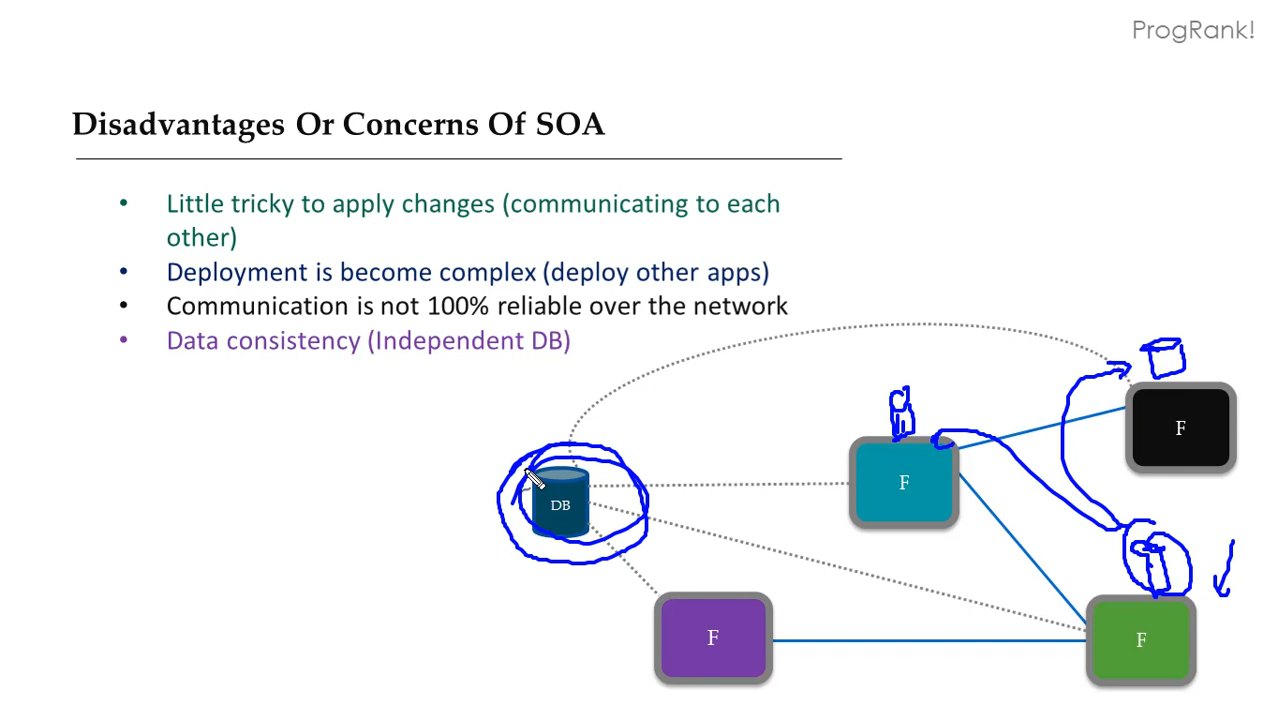 ProgRank!
Disadvantages Or Concerns Of SOA
• Little tricky to apply changes (communicating to each
other)
• Deployment is become complex (deploy other apps)
• Communication is not 100% reliable over the network
• Data consistency (Independent DB)
F
F
DB
F
F